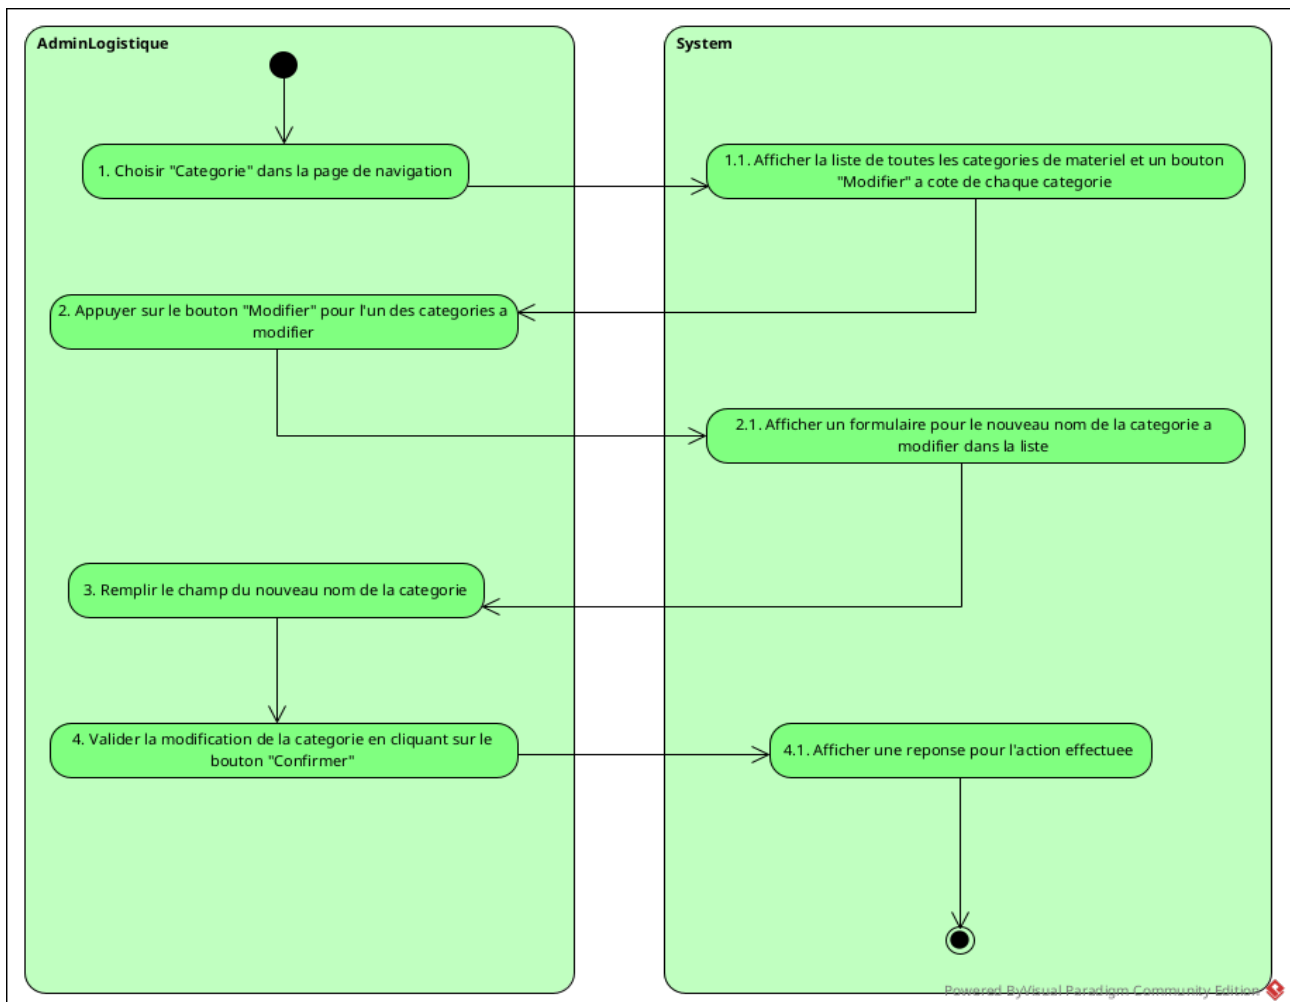 AdminLogistique
System
1. Choisir "Categorie" dans la page de navigation
1.1. Afficher la liste de toutes les categories de materiel et un bouton
"Modifier" a cote de chaque categorie
2. Appuyer sur le bouton "Modifier" pour l'un des categories a
modifier
2.1. Afficher un formulaire pour le nouveau nom de la categorie a
modifier dans la liste
3. Remplir le champ du nouveau nom de la categorie
4. Valider la modification de la categorie en cliquant sur le
bouton "Confirmer"
4.1. Afficher une reponse pour l'action effectuee
Powered ByVisual Paradigm Community Edition